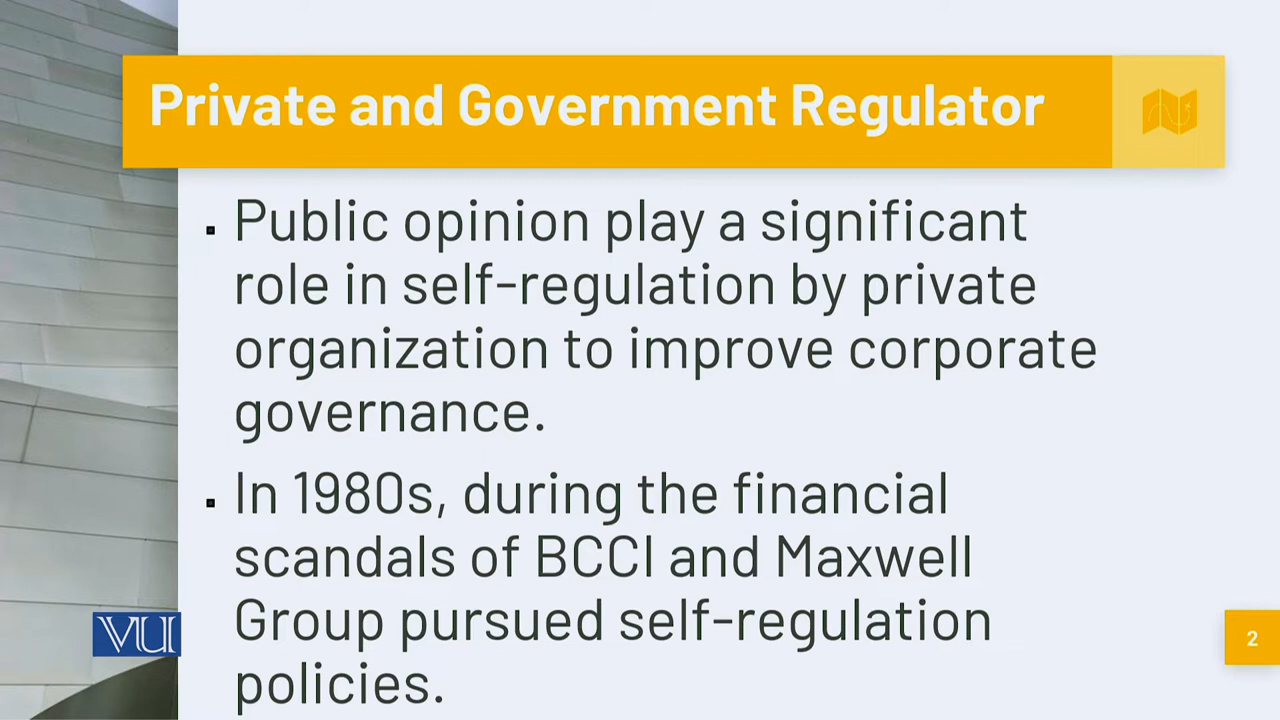 Private and Government Regulator
▪ Public opinion play a significant
role in self-regulation by private
organization to improve corporate
governance.
▪ In 1980s, during the financial
scandals of BCCI and Maxwell
Group pursued self-regulation
policies.
VU
2